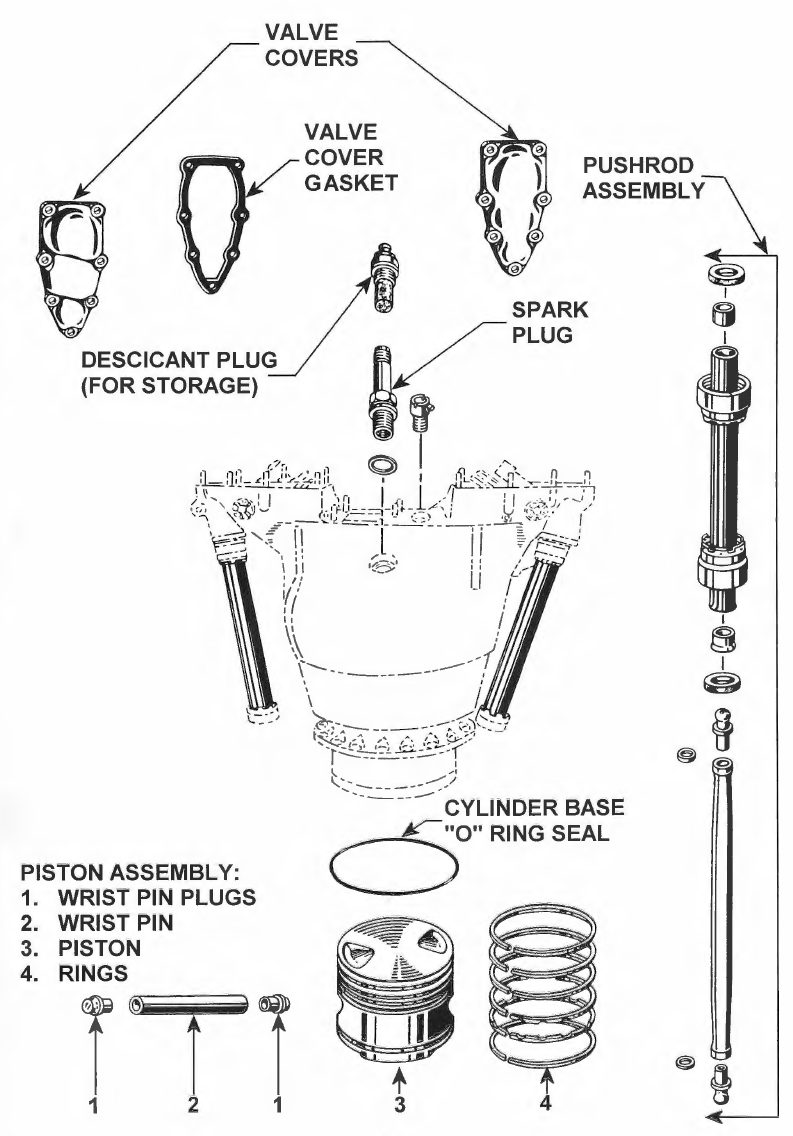 VALVE
COVERS
VALVE
COVER
GASKET
PUSHROD
ASSEMBLY
SPARK
PLUG
DESCICANT PLUG
(FOR STORAGE)
CYLINDER BASE
"O" RING SEAL
PISTON ASSEMBLY:
1. WRIST PIN PLUGS
2. WRIST PIN
3. PISTON
4. RINGS
1 2 1 3 4